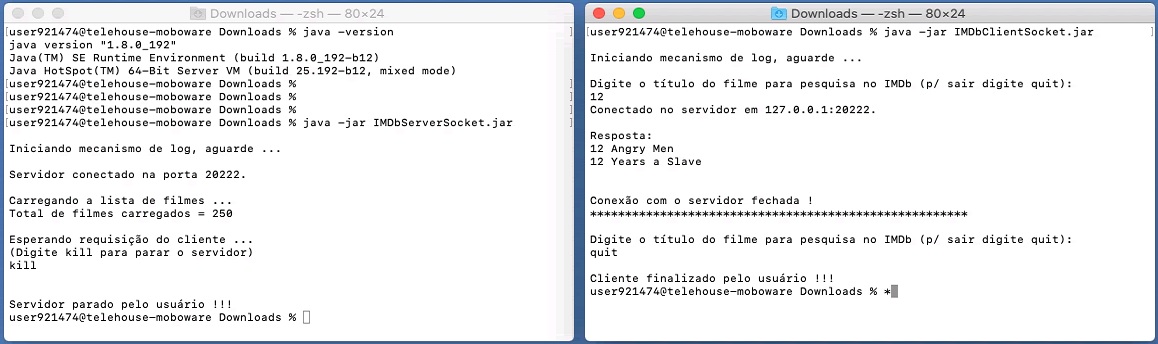 Downloads — -zsh — 80×24
[user921474@telehouse-moboware Downloads % java -version ]
java version "1.8.0_192"
Java(TM) SE Runtime Environment (build 1.8.0_192-b12)
Java HotSpot(TM) 64-Bit Server VM (build 25.192-b12, mixed mode)
[user921474@telehouse-moboware Downloads % ]
[user921474@telehouse-moboware Downloads % ]
[user921474@telehouse-moboware Downloads % ]
[user921474@telehouse-moboware Downloads % java -jar IMDbServerSocket.jar ]
Iniciando mecanismo de log, aguarde ...
Servidor conectado na porta 20222.
Carregando a lista de filmes ...
Total de filmes carregados = 250
Esperando requisição do cliente ...
(Digite kill para parar o servidor)
kill
Servidor parado pelo usuário !!!
user921474@telehouse-moboware Downloads %
Downloads — -zsh — 80×24
[user921474@telehouse-moboware Downloads % java -jar IMDbClientSocket.jar ]
Iniciando mecanismo de log, aguarde ...
Digite o título do filme para pesquisa no IMDb (p/ sair digite quit):
12
Conectado no servidor em 127.0.0.1:20222.
Resposta:
12 Angry Men
12 Years a Slave
Conexão com o servidor fechada !
******************************************************
Digite o título do filme para pesquisa no IMDb (p/ sair digite quit):
quit
Cliente finalizado pelo usuário !!!
user921474@telehouse-moboware Downloads % *